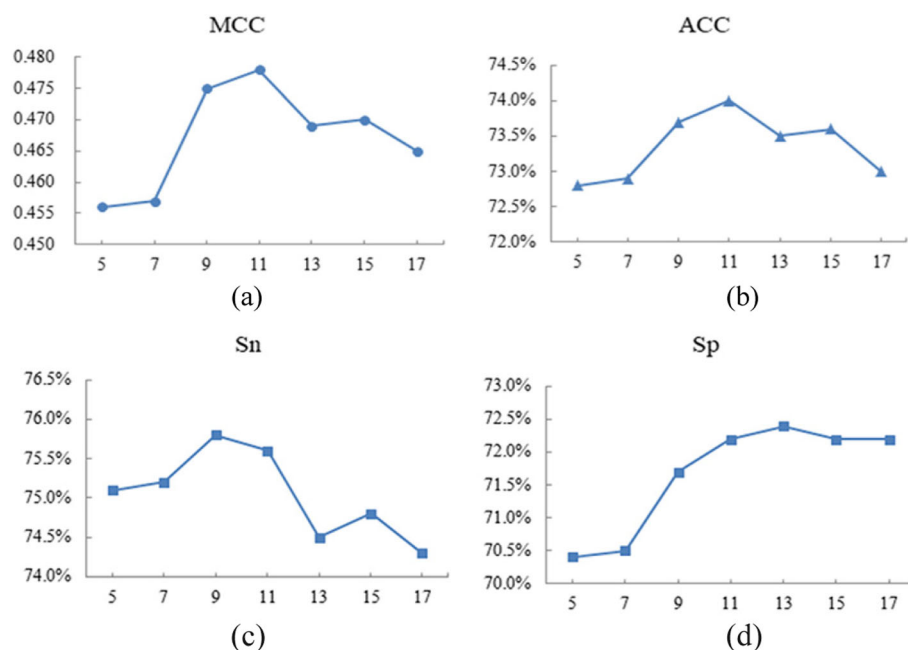 MCC
0.480
0.475
0.470
0.465
0.460
0.455
0.450
5 7 9 11 13 15 17
(a)
ACC
74.5%
74.0%
73.5%
73.0%
72.5%
72.0%
5 7 9 11 13 15 17
(b)
Sn
76.5%
76.0%
75.5%
75.0%
74.5%
74.0%
5 7 9 11 13 15 17
(c)
Sp
73.0%
72.5%
72.0%
71.5%
71.0%
70.5%
70.0%
5 7 9 11 13 15 17
(d)